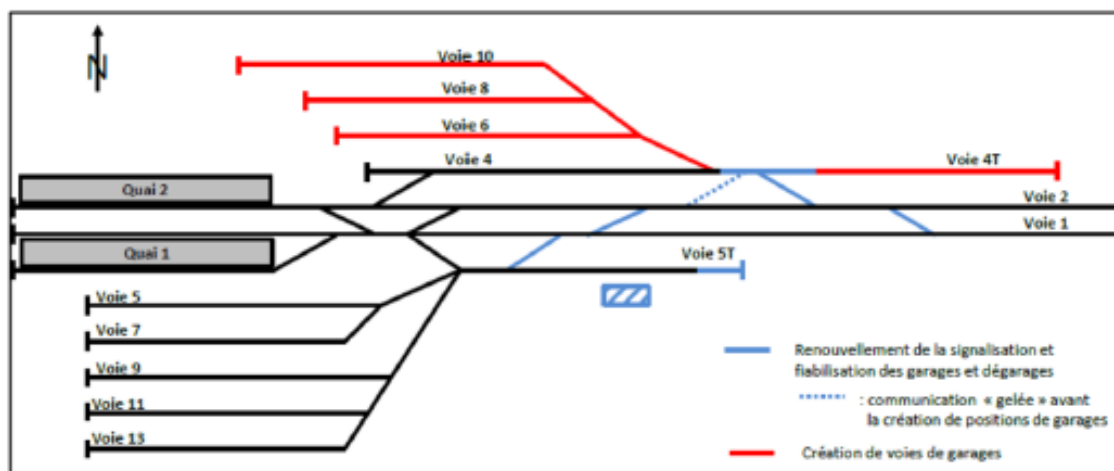 N
Voie 10
Voie 8
Voie 6
Voie 4
Voie 4T
Quai 2
Voie 2
Voie 1
Quai 1
Voie 5T
Voie 5
Voie 7
Voie 9
Voie 11
Voie 13
Renouvellement de la signalisation et
fiabilisation des garages et dégarages
: communication « gelée » avant
la création de positions de garages
Création de voies de garages